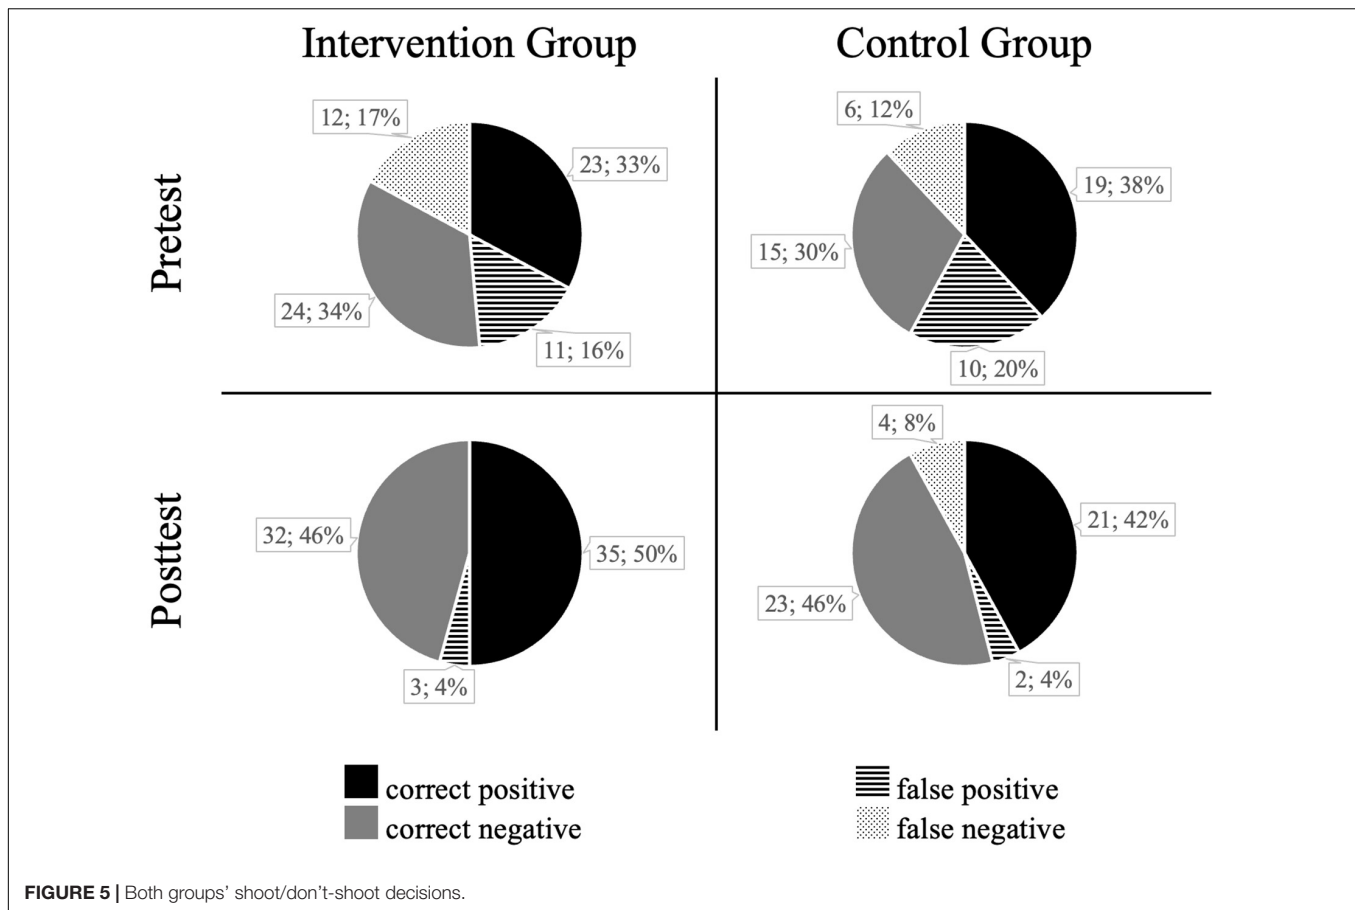 Intervention Group
Control Group
Pretest
12; 17%
23; 33%
24; 34%
11; 16%
6; 12%
19; 38%
15; 30%
10; 20%
Posttest
32; 46%
35; 50%
3; 4%
4; 8%
21; 42%
23; 46%
2; 4%
correct positive
correct negative
false positive
false negative
FIGURE 5 | Both groups’ shoot/don’t-shoot decisions.